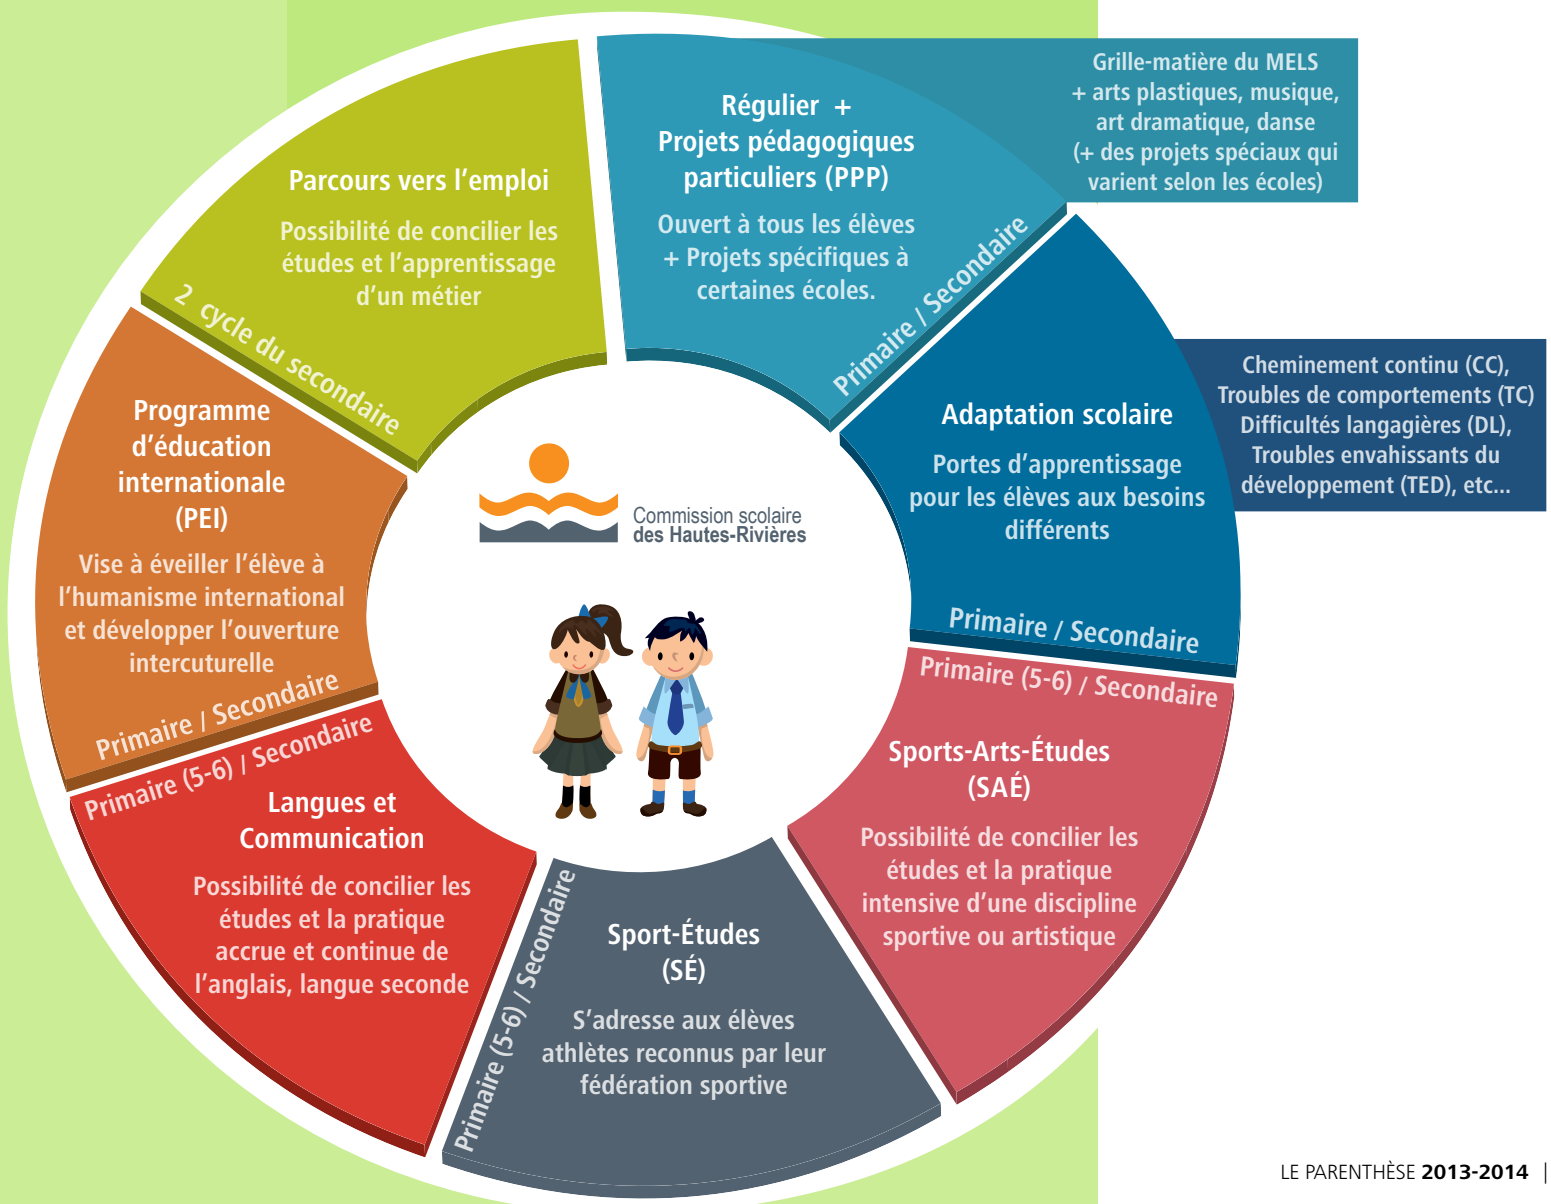 Régulier +
Projets pédagogiques
particuliers (PPP)
Ouvert à tous les élèves
+ Projets spécifiques à
certaines écoles.
Primaire / Secondaire
Grille-matière du MELS
+ arts plastiques, musique,
art dramatique, danse
(+ des projets spéciaux qui
varient selon les écoles)
Adaptation scolaire
Portes d’apprentissage
pour les élèves aux besoins
différents
Primaire / Secondaire
Cheminement continu (CC),
Troubles de comportements (TC)
Difficultés langagières (DL),
Troubles envahissants du
développement (TED), etc...
Primaire (5-6) / Secondaire
Sports-Arts-Études
(SAÉ)
Possibilité de concilier les
études et la pratique
intensive d’une discipline
sportive ou artistique
Primaire (5-6) / Secondaire
Sport-Études
(SÉ)
S’adresse aux élèves
athlètes reconnus par leur
fédération sportive
Primaire (5-6) / Secondaire
Langues et
Communication
Possibilité de concilier les
études et la pratique
accrue et continue de
l’anglais, langue seconde
Programme
d’éducation
internationale
(PEI)
Vise à éveiller l’élève à
l’humanisme international
et développer l’ouverture
intercuturelle
Primaire / Secondaire
Parcours vers l’emploi
Possibilité de concilier les
études et l’apprentissage
d’un métier
2 cycle du secondaire
Commission scolaire
des Hautes-Rivières
LE PARENTHÈSE 2013-2014 |